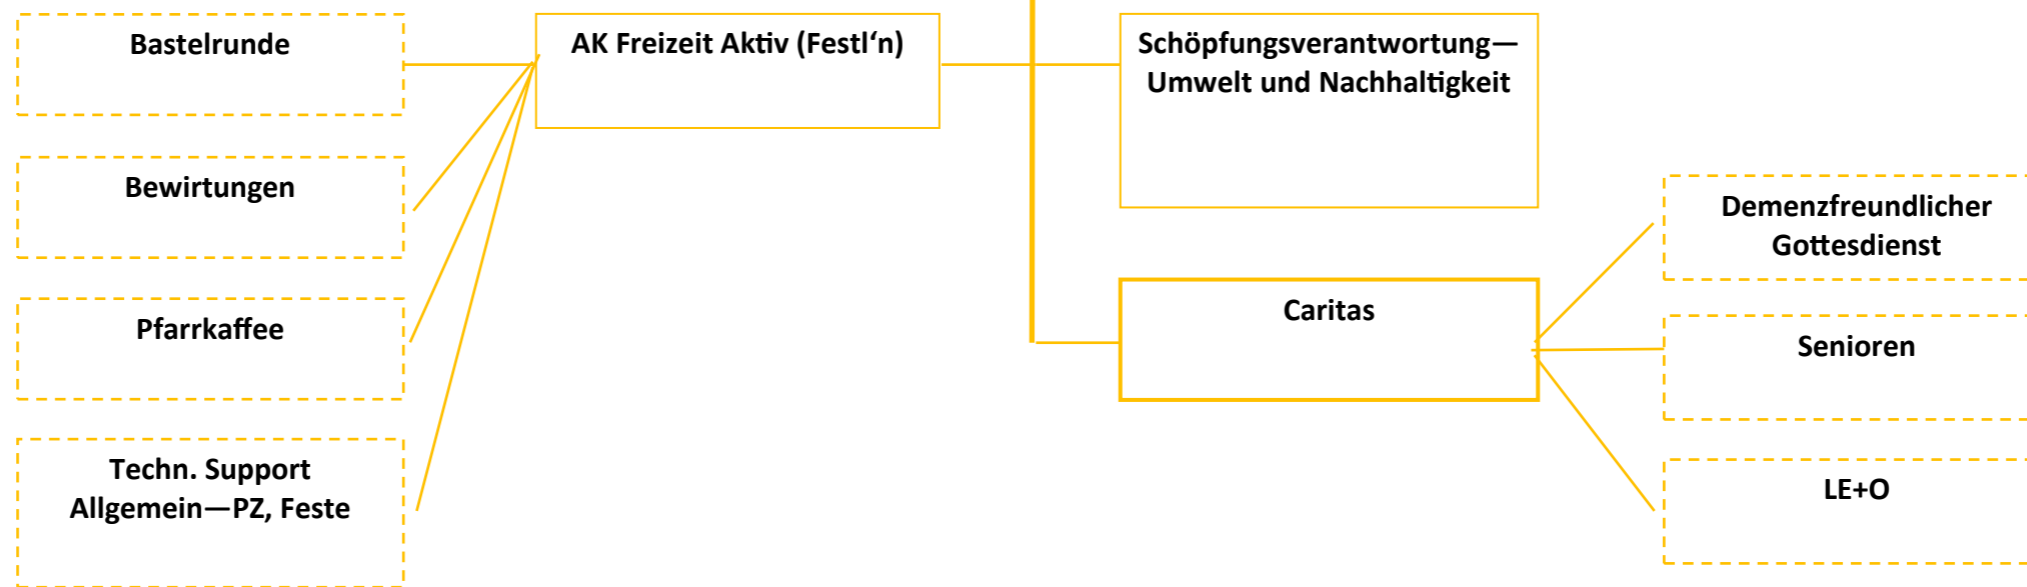 Bastelrunde
AK Freizeit Aktiv (Festl‘n)
Schöpfungsverantwortung—
Umwelt und Nachhaltigkeit
Bewirtungen
Demenzfreundlicher
Gottesdienst
Pfarrkaffee
Caritas
Senioren
Techn. Support
Allgemein—PZ, Feste
LE+O